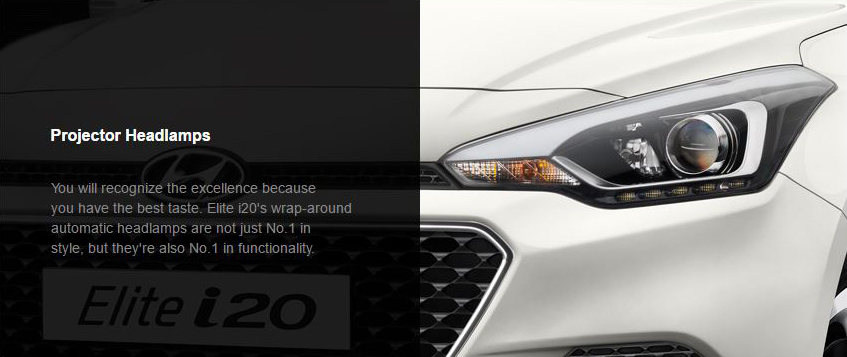 Projector Headlamps
You will recognize the excellence because
you have the best taste. Elite i20's wrap-around
automatic headlamps are not just No.1 in
style, but they're also No.1 in functionality.
Elite i20